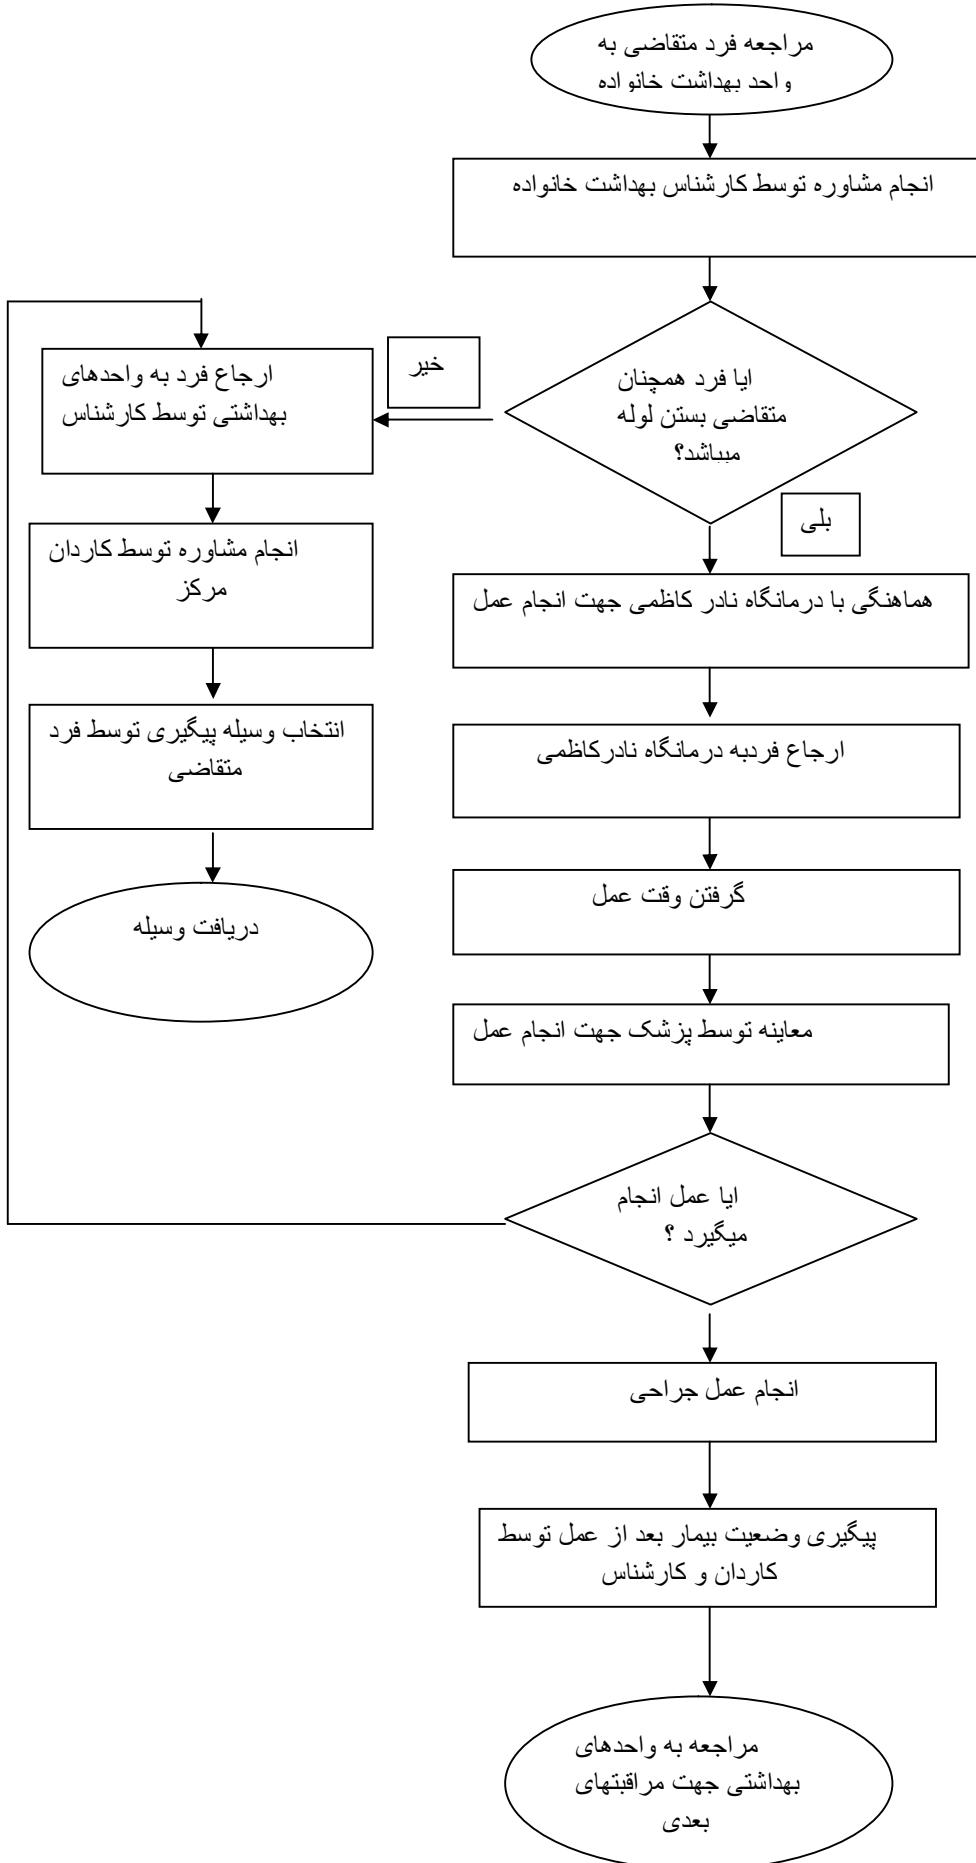 مراجعه فرد متقاضی به
واحد بهداشت خانواده
انجام مشاوره توسط کارشناس بهداشت خانواده
ایا فرد همچنان
متقاضی بستن لوله
میباشد؟
خیر
ارجاع فرد به واحدهای
بهداشتی توسط کارشناس
انجام مشاوره توسط کاردان
مرکز
انتخاب وسیله پیگیری توسط فرد
متقاضی
دریافت وسیله
بلی
هماهنگی با درمانگاه نادر کاظمی جهت انجام عمل
ارجاع فردبه درمانگاه نادرکاظمی
گرفتن وقت عمل
معاینه توسط پزشک جهت انجام عمل
ایا عمل انجام
میگیرد ؟
انجام عمل جراحی
پیگیری وضعیت بیمار بعد از عمل توسط
کاردان و کارشناس
مراجعه به واحدهای
بهداشتی جهت مراقبتهای
بعدی